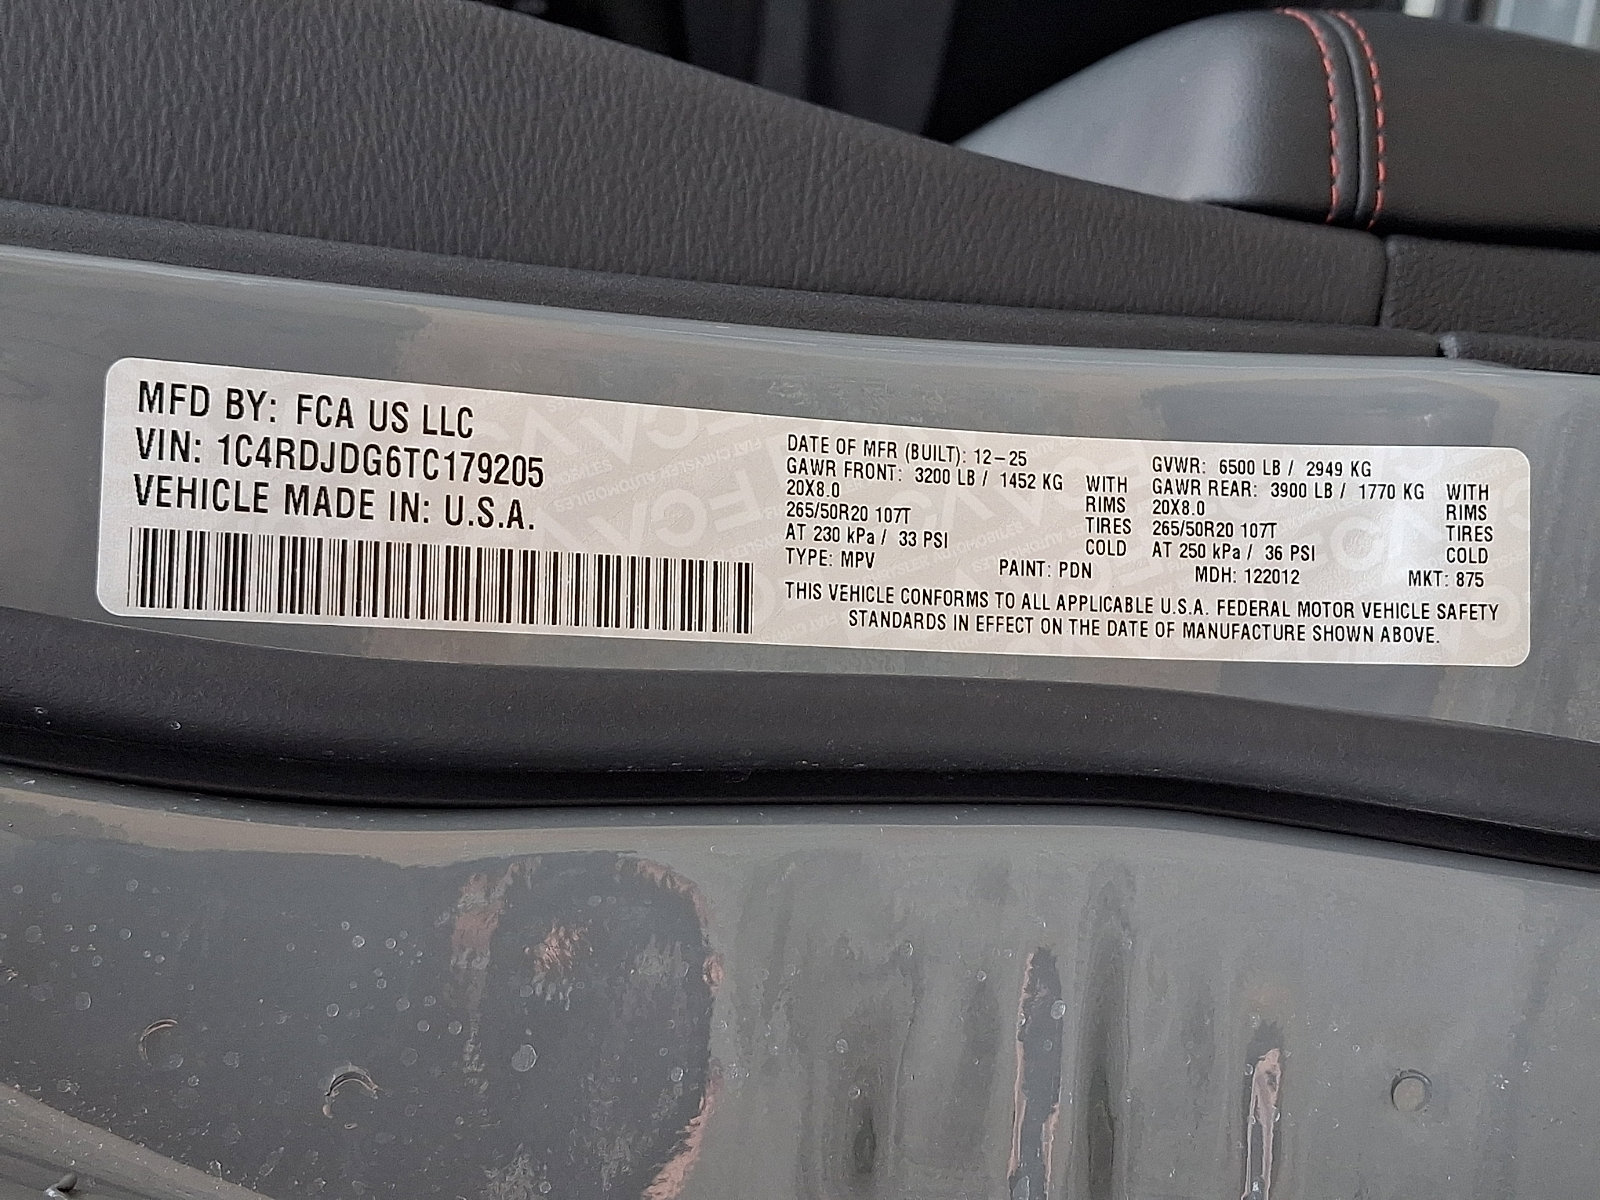 MFD BY: FCA US LLC
VIN: 1C4RDJDG6TC179205
VEHICLE MADE IN: U.S.A.
DATE OF MFR (BUILT): 12-25
GAWR FRONT: 3200 LB / 1452 KG WITH
20X8.0 RIMS
265/50R20 107T TIRES
AT 230 kPa / 33 PSI COLD
GVWR: 6500 LB / 2949 KG
GAWR REAR: 3900 LB / 1770 KG WITH
20X8.0 RIMS
265/50R20 107T TIRES
AT 250 kPa / 36 PSI COLD
TYPE: MPV PAINT: PDN MDH: 122012 MKT: 875
THIS VEHICLE CONFORMS TO ALL APPLICABLE U.S.A. FEDERAL MOTOR VEHICLE SAFETY
STANDARDS IN EFFECT ON THE DATE OF MANUFACTURE SHOWN ABOVE.